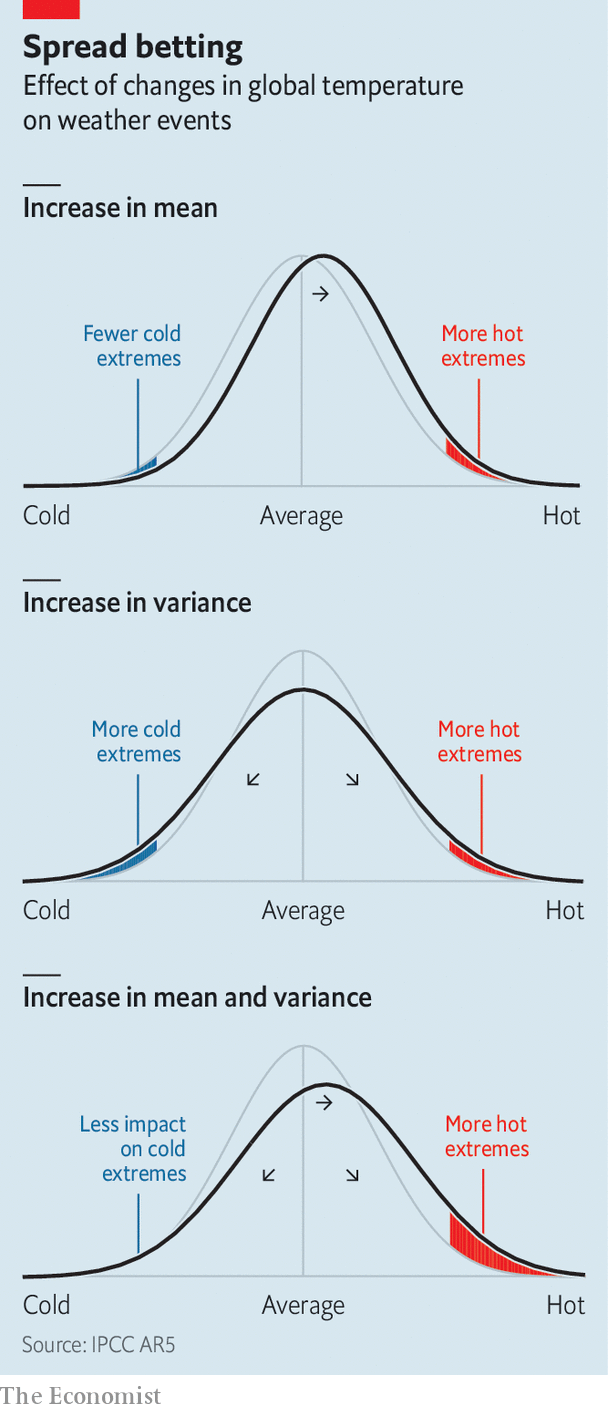 Spread betting
Effect of changes in global temperature
on weather events
Increase in mean
Fewer cold
extremes
More hot
extremes
Cold
Average
Hot
Increase in variance
More cold
extremes
More hot
extremes
Cold
Average
Hot
Increase in mean and variance
Less impact
on cold
extremes
More hot
extremes
Cold
Average
Hot
Source: IPCC AR5
The Economist